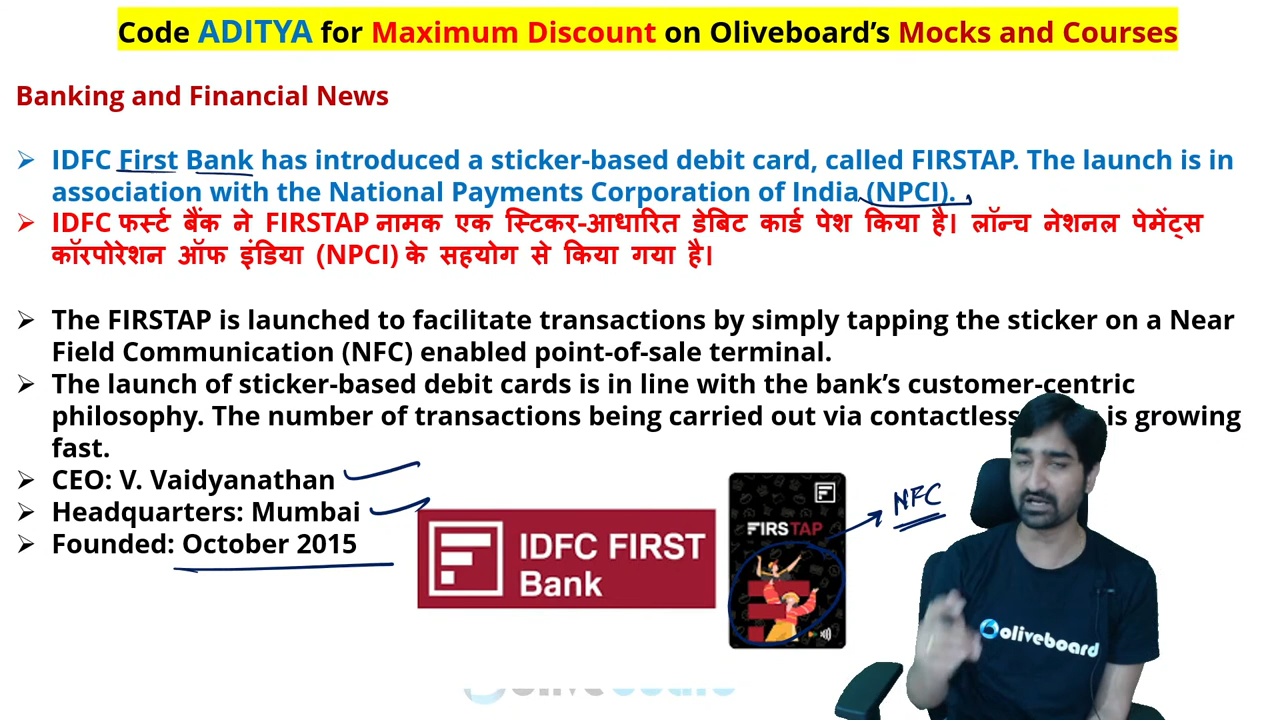 Code ADITYA for Maximum Discount on Oliveboard’s Mocks and Courses
Banking and Financial News
➢ IDFC First Bank has introduced a sticker-based debit card, called FIRSTAP. The launch is in
association with the National Payments Corporation of India (NPCI).
➢ IDFC फर्स्ट बैंक ने FIRSTAP नामक एक स्टिकर-आधारित डेबिट कार्ड पेश किया है। लॉन्च नेशनल पेमेंट्स
कॉरपोरेशन ऑफ इंडिया (NPCI) के सहयोग से किया गया है।
➢ The FIRSTAP is launched to facilitate transactions by simply tapping the sticker on a Near
Field Communication (NFC) enabled point-of-sale terminal.
➢ The launch of sticker-based debit cards is in line with the bank’s customer-centric
philosophy. The number of transactions being carried out via contactless is growing
fast.
➢ CEO: V. Vaidyanathan
➢ Headquarters: Mumbai
➢ Founded: October 2015
IDFC FIRST
Bank
FIRSTAP
NFC
oliveboard
oliveboard